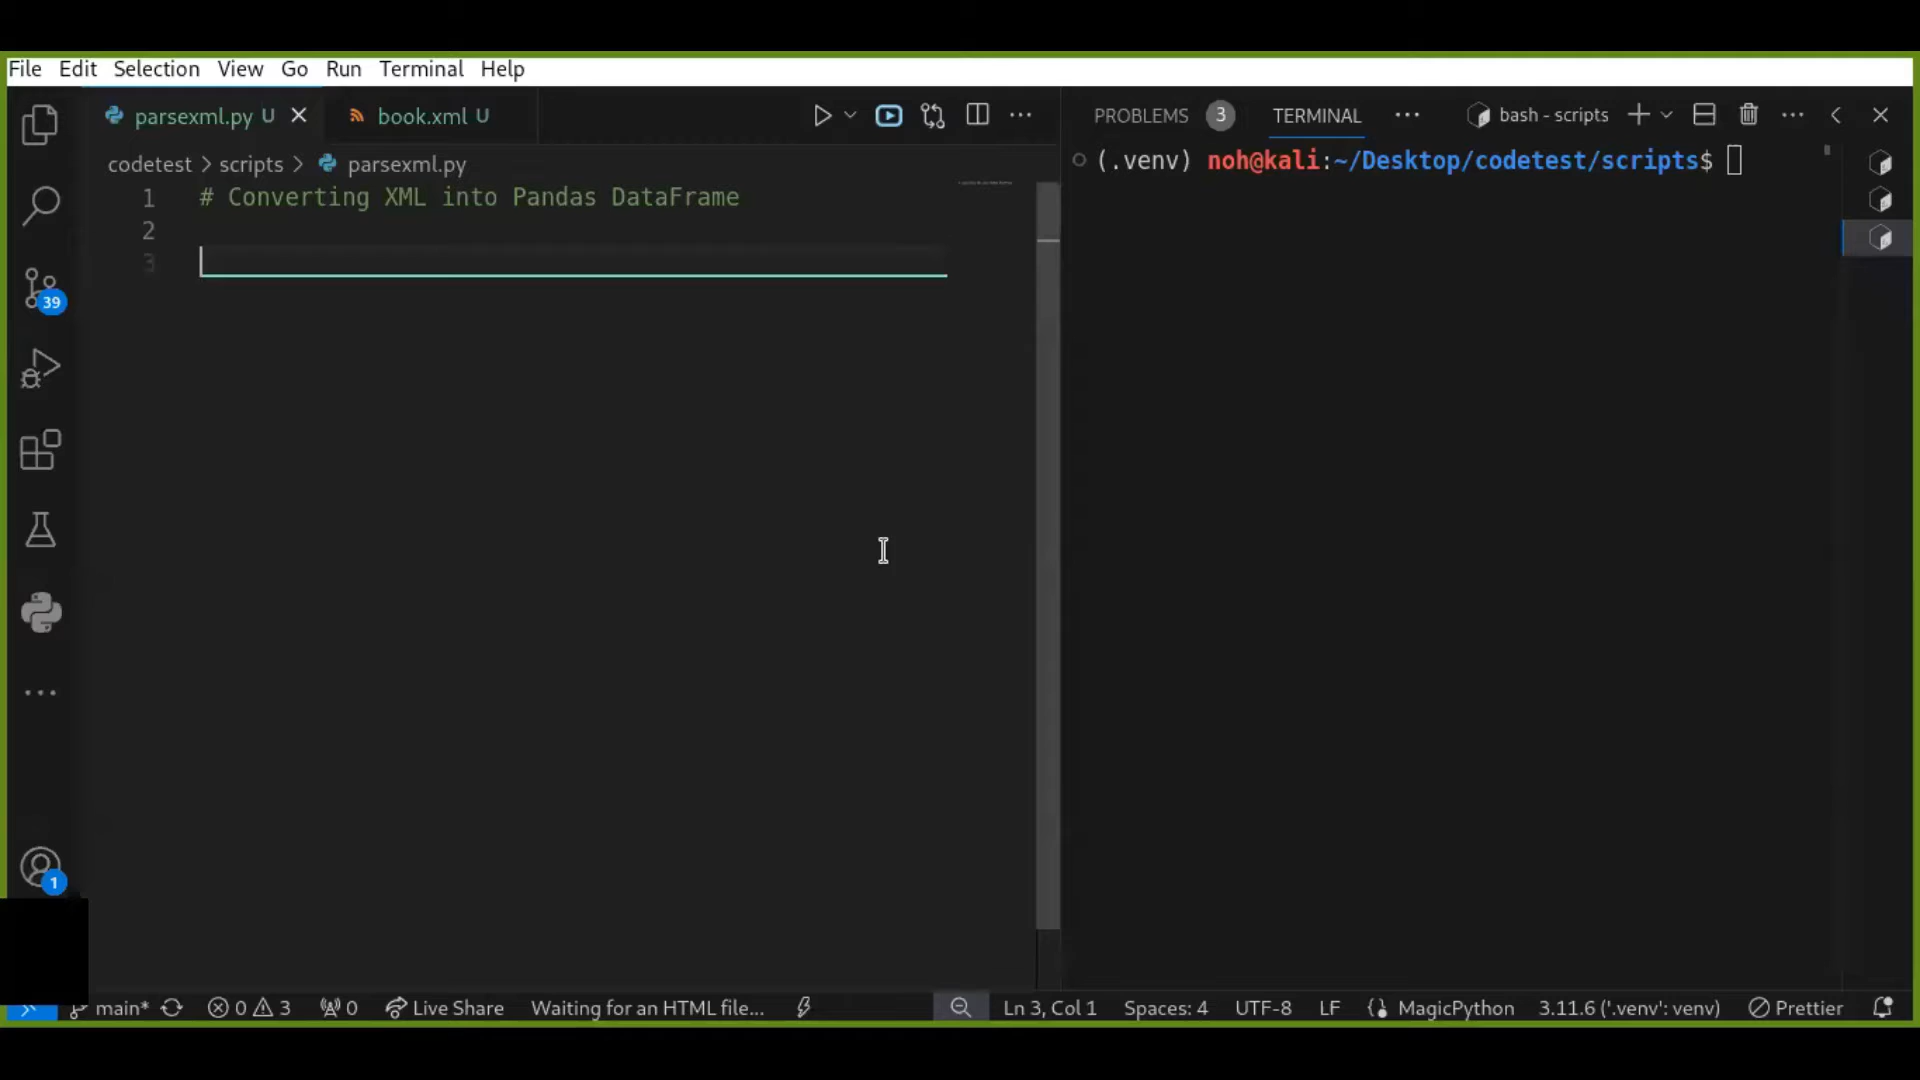 File Edit Selection View Go Run Terminal Help
parsexml.py U
book.xml U
PROBLEMS 3 TERMINAL
bash - scripts
codetest > scripts > parsexml.py
(.venv) noh@kali:~/Desktop/codetest/scripts$
1 # Converting XML into Pandas DataFrame
2
3
39
1
main* 0 3 0 Live Share Waiting for an HTML file... Ln 3, Col 1 Spaces: 4 UTF-8 LF {} MagicPython 3.11.6 ('.venv': venv) Prettier